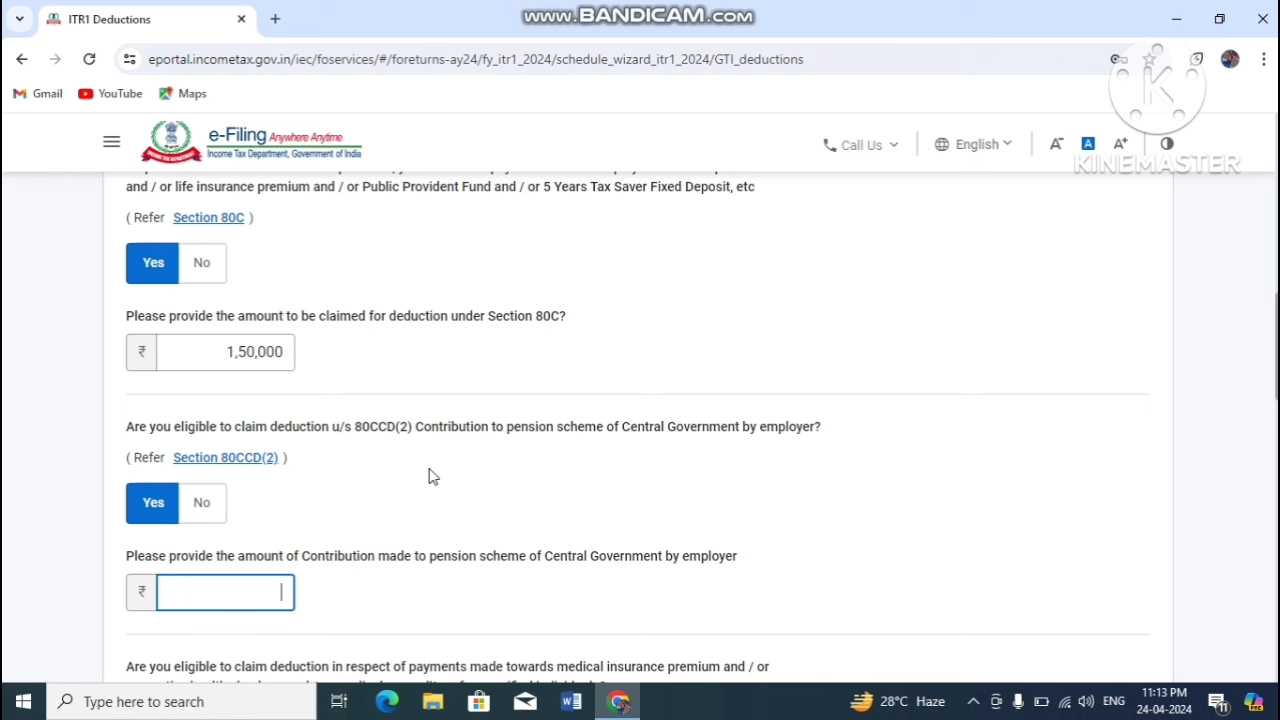 www.BANDICAM.com
ITR1 Deductions
eportal.incometax.gov.in/iec/foservices/#/foreturns-ay24/fy_itr1_2024/schedule_wizard_itr1_2024/GTI_deductions
Gmail YouTube Maps
K
e-Filing Anywhere Anytime
Income Tax Department, Government of India
Call Us English A- A A+
KINEMASTER
and / or life insurance premium and / or Public Provident Fund and / or 5 Years Tax Saver Fixed Deposit, etc
( Refer Section 80C )
Yes No
Please provide the amount to be claimed for deduction under Section 80C?
₹ 1,50,000
Are you eligible to claim deduction u/s 80CCD(2) Contribution to pension scheme of Central Government by employer?
( Refer Section 80CCD(2) )
Yes No
Please provide the amount of Contribution made to pension scheme of Central Government by employer
₹
Are you eligible to claim deduction in respect of payments made towards medical insurance premium and / or
Type here to search
28°C Haze
ENG
11:13 PM
24-04-2024
11
PRE